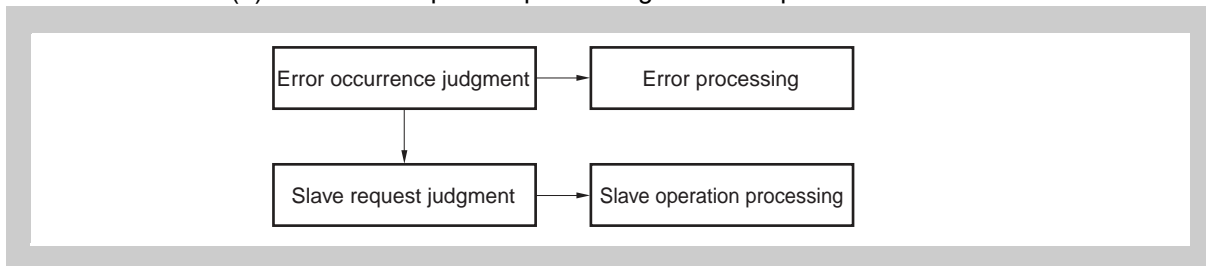 Error occurrence judgment
Error processing
Slave request judgment
Slave operation processing